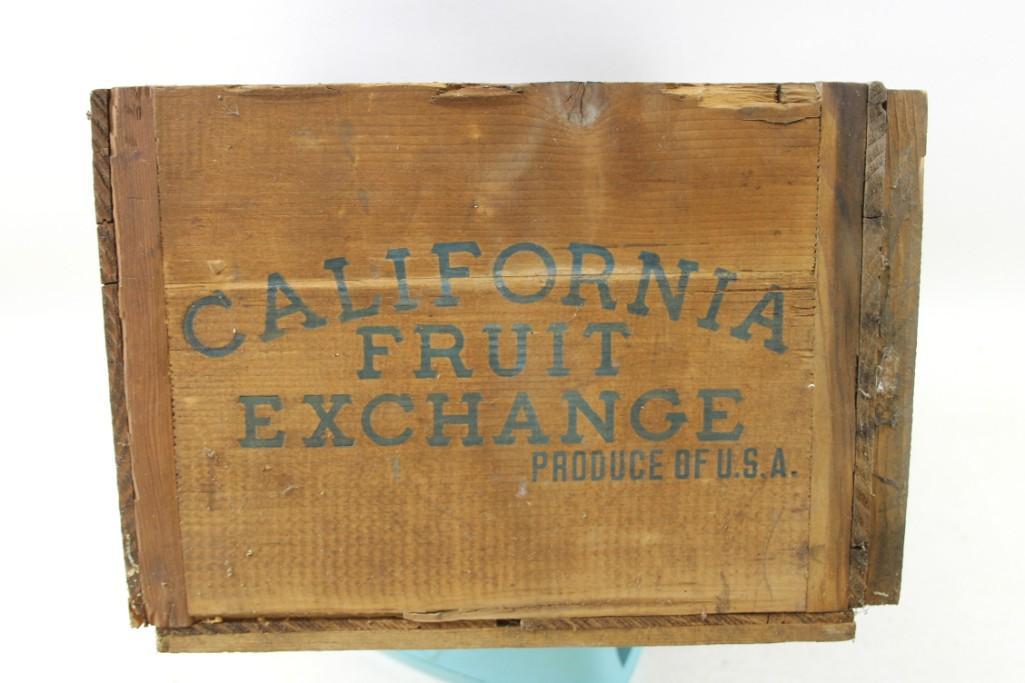 CALIFORNIA
FRUIT
EXCHANGE
PRODUCE OF U.S.A.